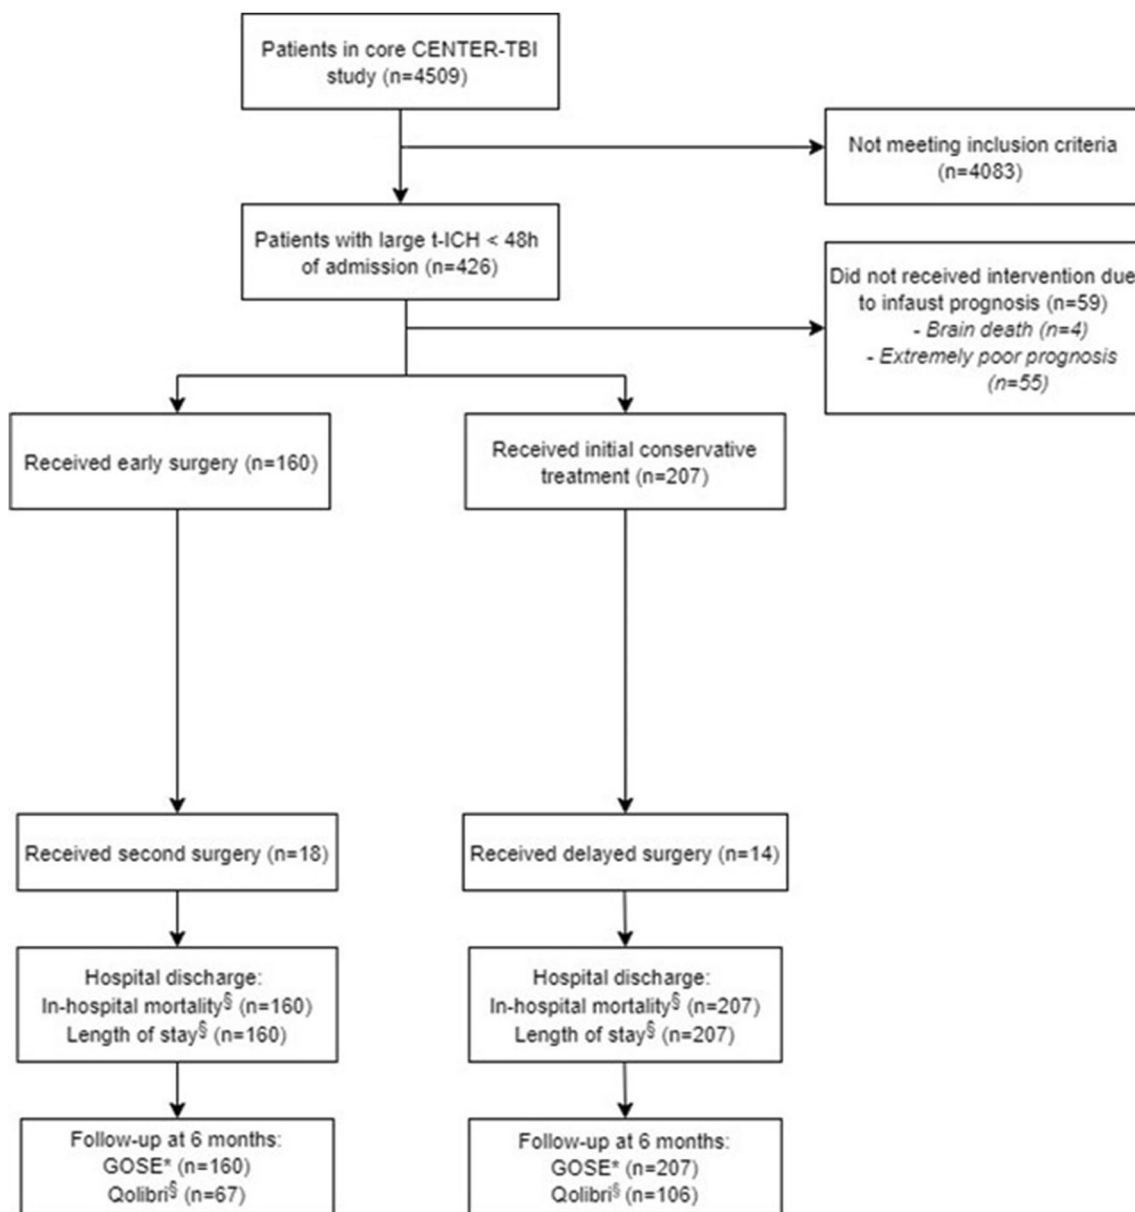 Patients in core CENTER-TBI
study (n=4509)
Not meeting inclusion criteria
(n=4083)
Patients with large t-ICH < 48h
of admission (n=426)
Did not received intervention due
to infaust prognosis (n=59)
- Brain death (n=4)
- Extremely poor prognosis
(n=55)
Received early surgery (n=160)
Received initial conservative
treatment (n=207)
Received second surgery (n=18)
Received delayed surgery (n=14)
Hospital discharge:
In-hospital mortality§ (n=160)
Length of stay§ (n=160)
Hospital discharge:
In-hospital mortality§ (n=207)
Length of stay§ (n=207)
Follow-up at 6 months:
GOSE* (n=160)
Qolibri§ (n=67)
Follow-up at 6 months:
GOSE* (n=207)
Qolibri§ (n=106)